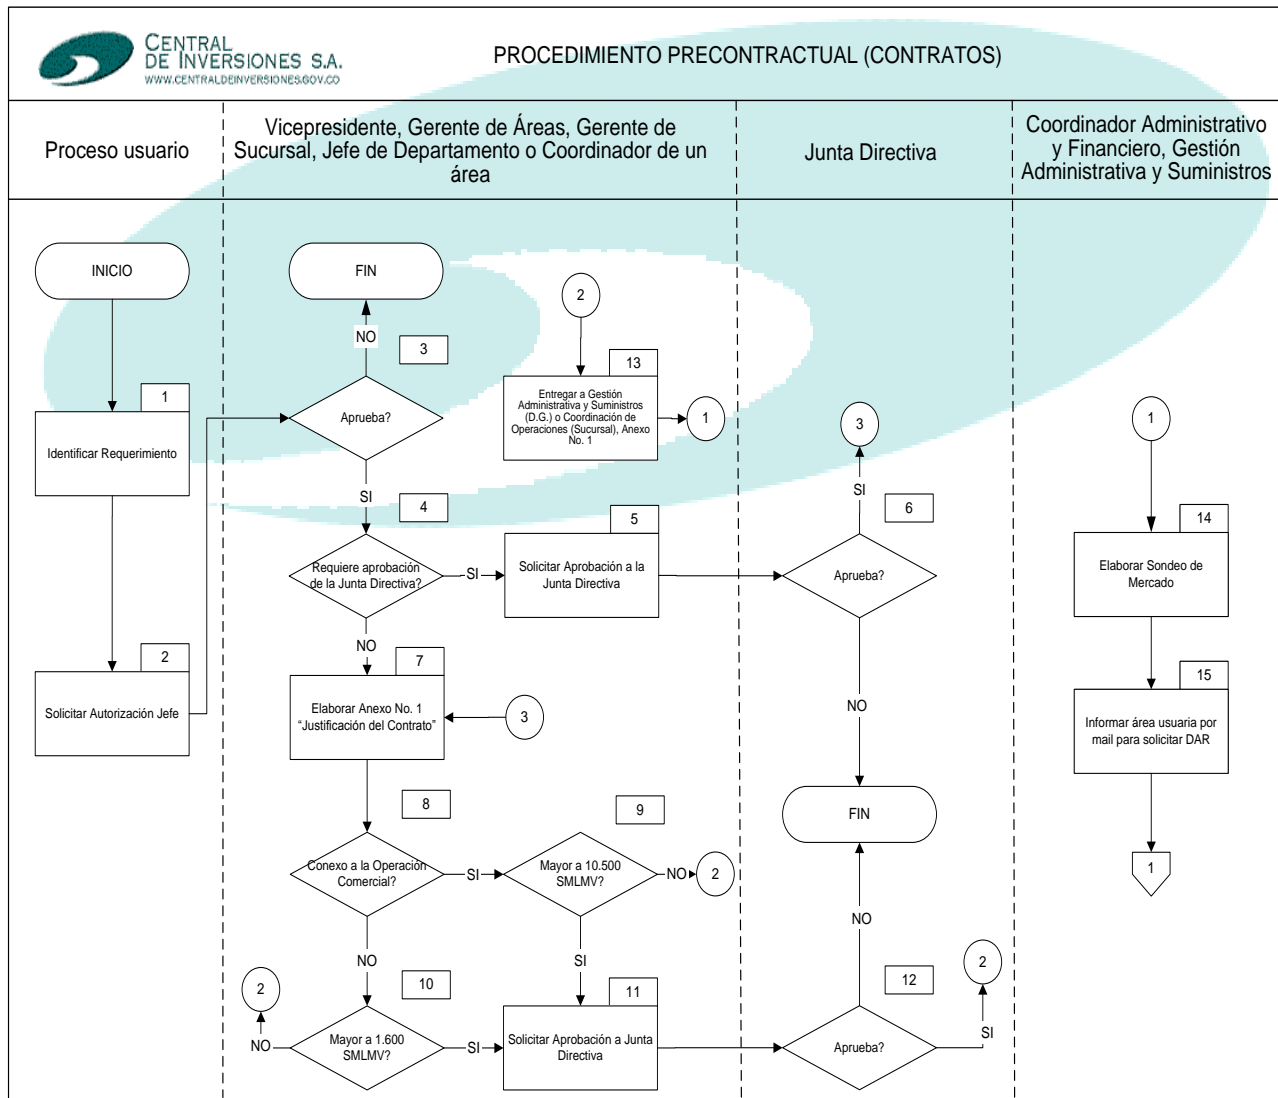 CENTRAL
DE INVERSIONES S.A.
WWW.CENTRALDEINVERSIONES.GOV.CO
PROCEDIMIENTO PRECONTRACTUAL (CONTRATOS)
Proceso usuario
Vicepresidente, Gerente de Áreas, Gerente de
Sucursal, Jefe de Departamento o Coordinador de un
área
Junta Directiva
Coordinador Administrativo
y Financiero, Gestión
Administrativa y Suministros
INICIO
1
Identificar Requerimiento
2
Solicitar Autorización Jefe
FIN
NO
3
Aprueba?
SI
4
Requiere aprobación
de la Junta Directiva?
SI
NO
5
Solicitar Aprobación a la
Junta Directiva
7
Elaborar Anexo No. 1
“Justificación del Contrato”
3
8
Conexo a la Operación
Comercial?
SI
NO
9
Mayor a 10.500
SMLMV?
NO
2
SI
10
2
NO
Mayor a 1.600
SMLMV?
SI
11
Solicitar Aprobación a Junta
Directiva
2
13
Entregar a Gestión
Administrativa y Suministros
(D.G.) o Coordinación de
Operaciones (Sucursal), Anexo
No. 1
1
3
SI
6
Aprueba?
NO
FIN
NO
12
Aprueba?
SI
2
1
14
Elaborar Sondeo de
Mercado
15
Informar área usuaria por
mail para solicitar DAR
1